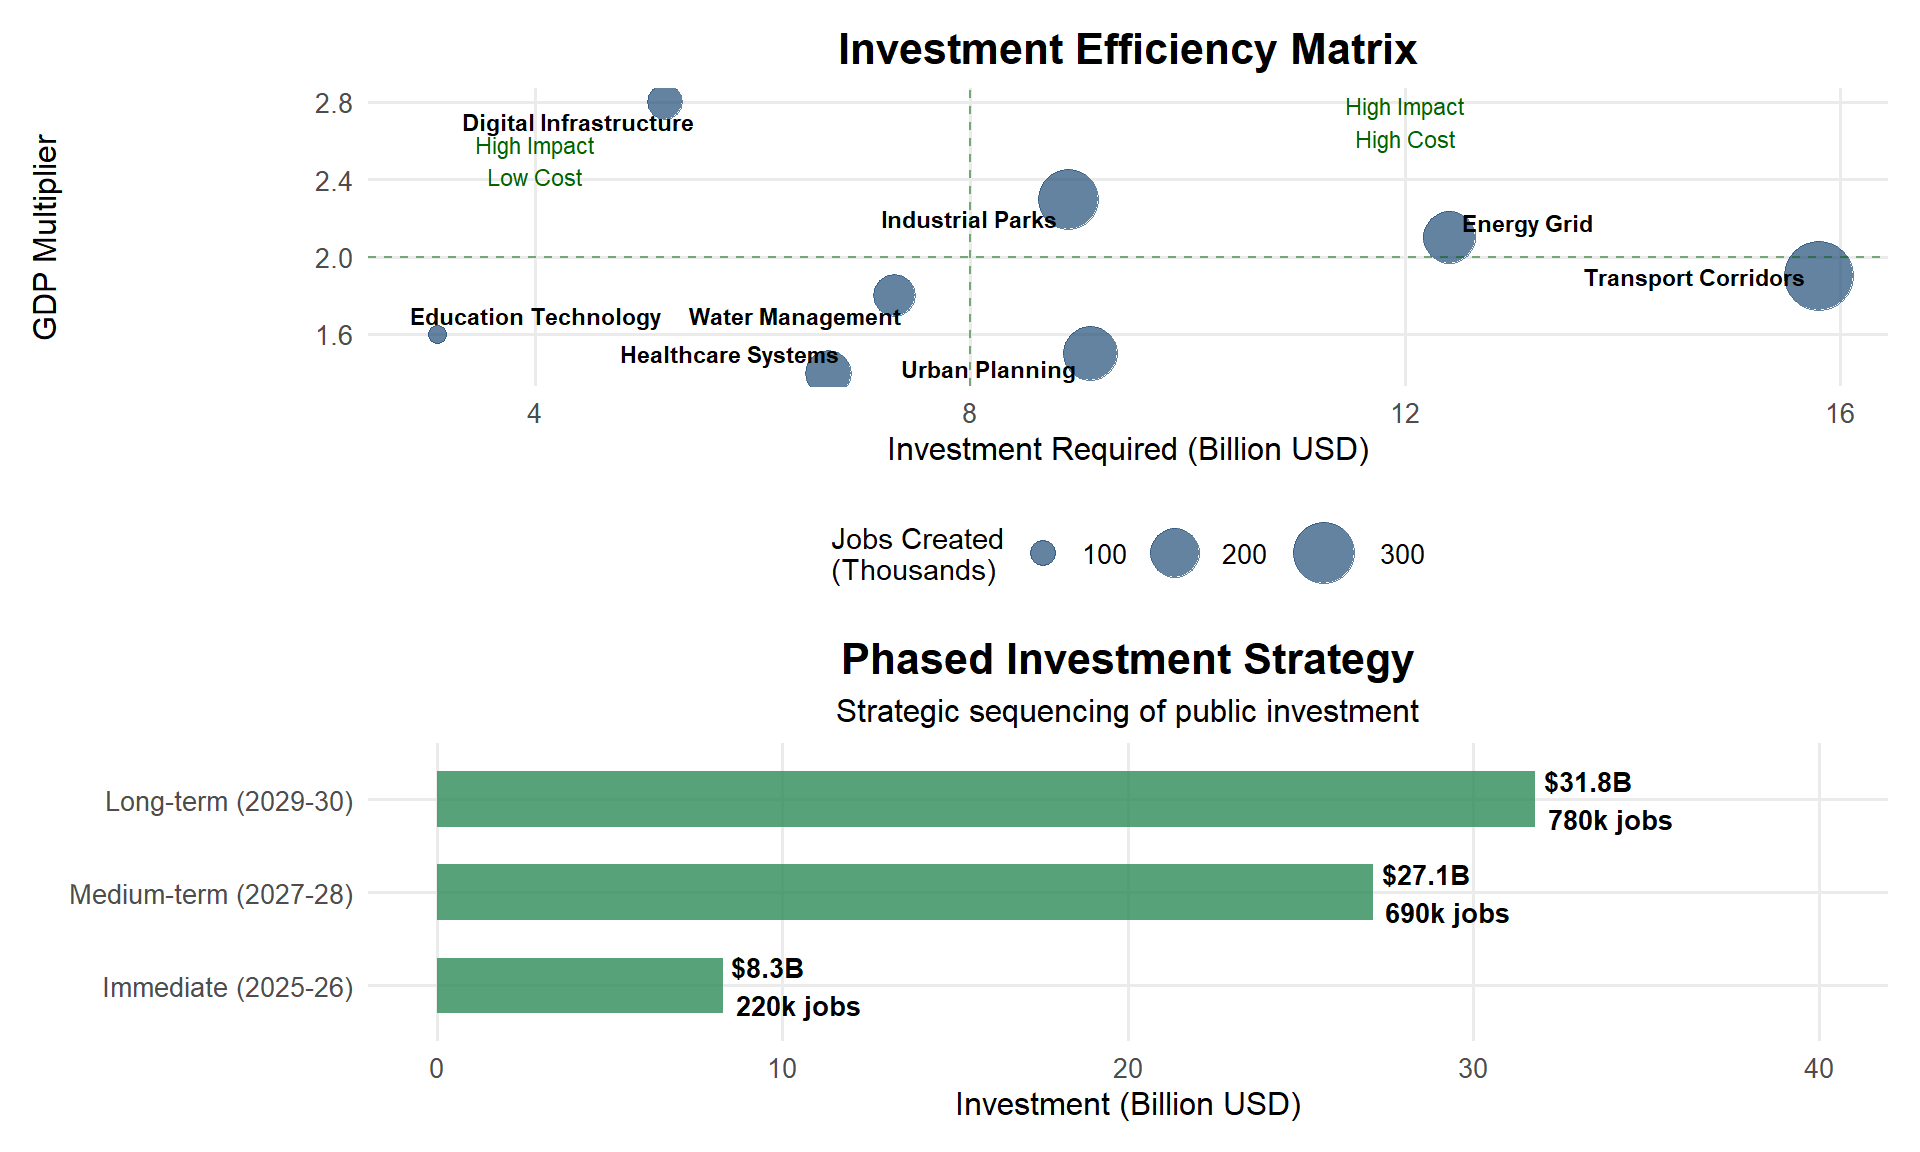 Investment Efficiency Matrix
GDP Multiplier
2.8
2.4
2.0
1.6
Digital Infrastructure
High Impact
Low Cost
High Impact
High Cost
Industrial Parks
Energy Grid
Transport Corridors
Education Technology
Water Management
Healthcare Systems
Urban Planning
4
8
12
16
Investment Required (Billion USD)
Jobs Created
(Thousands)
100
200
300
Phased Investment Strategy
Strategic sequencing of public investment
Long-term (2029-30)
$31.8B
780k jobs
Medium-term (2027-28)
$27.1B
690k jobs
Immediate (2025-26)
$8.3B
220k jobs
0
10
20
30
40
Investment (Billion USD)